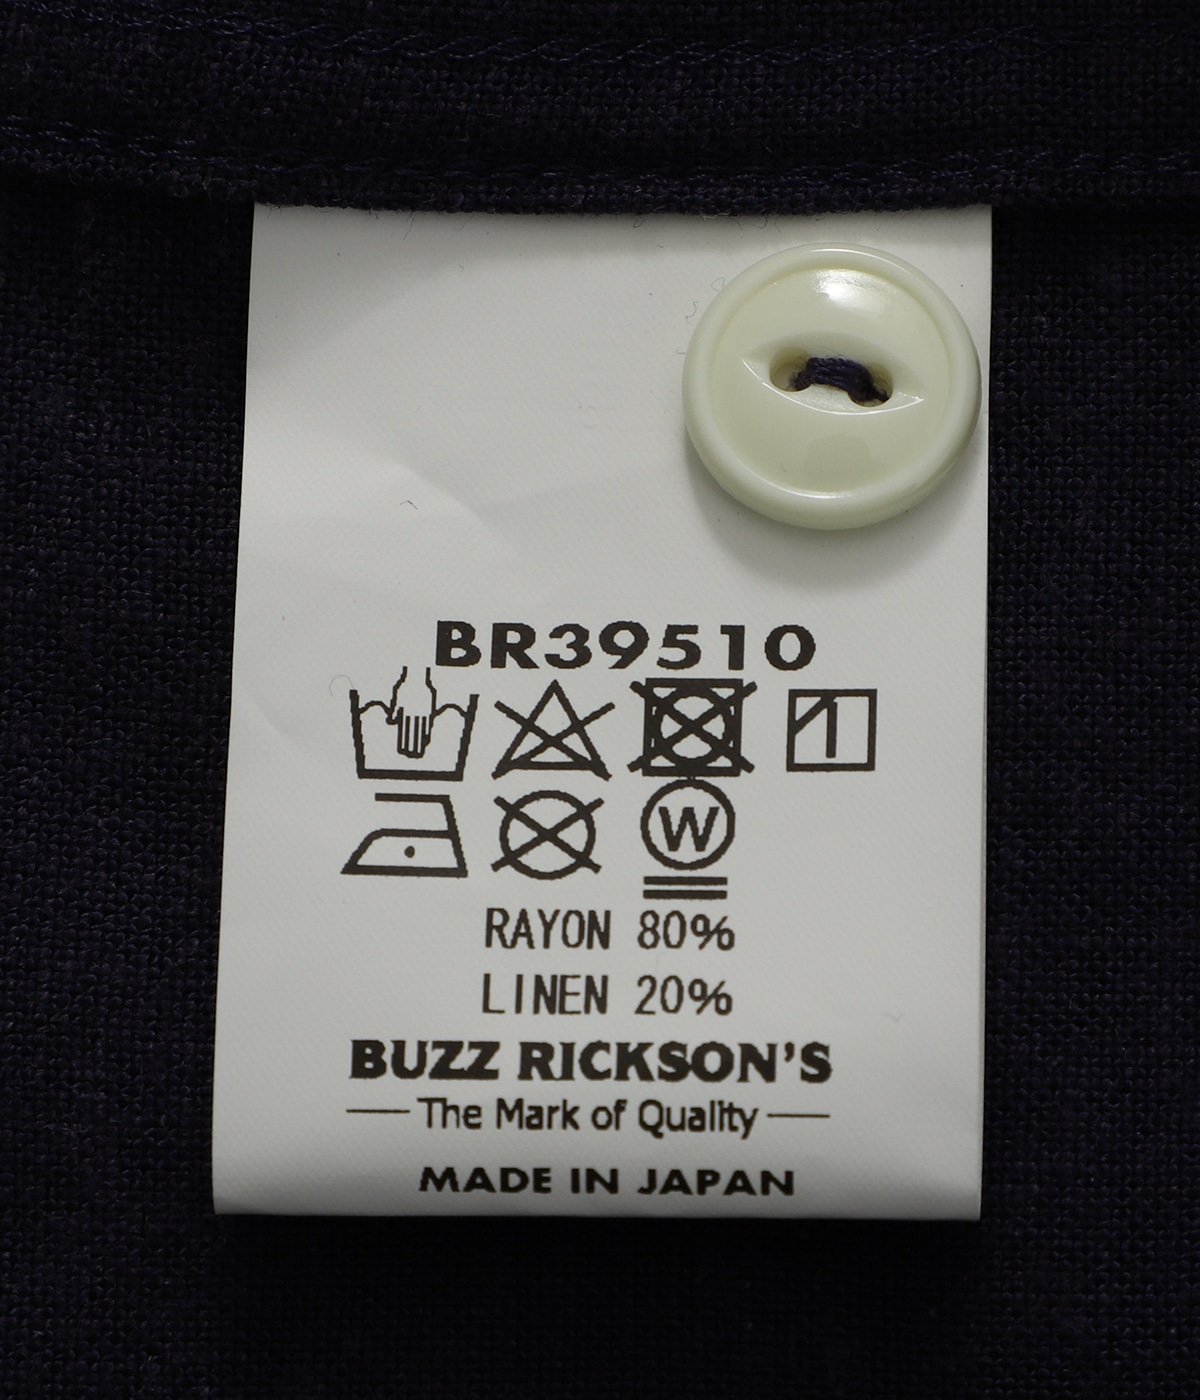 BR39510
W
RAYON 80%
LINEN 20%
BUZZ RICKSON'S
The Mark of Quality
MADE IN JAPAN